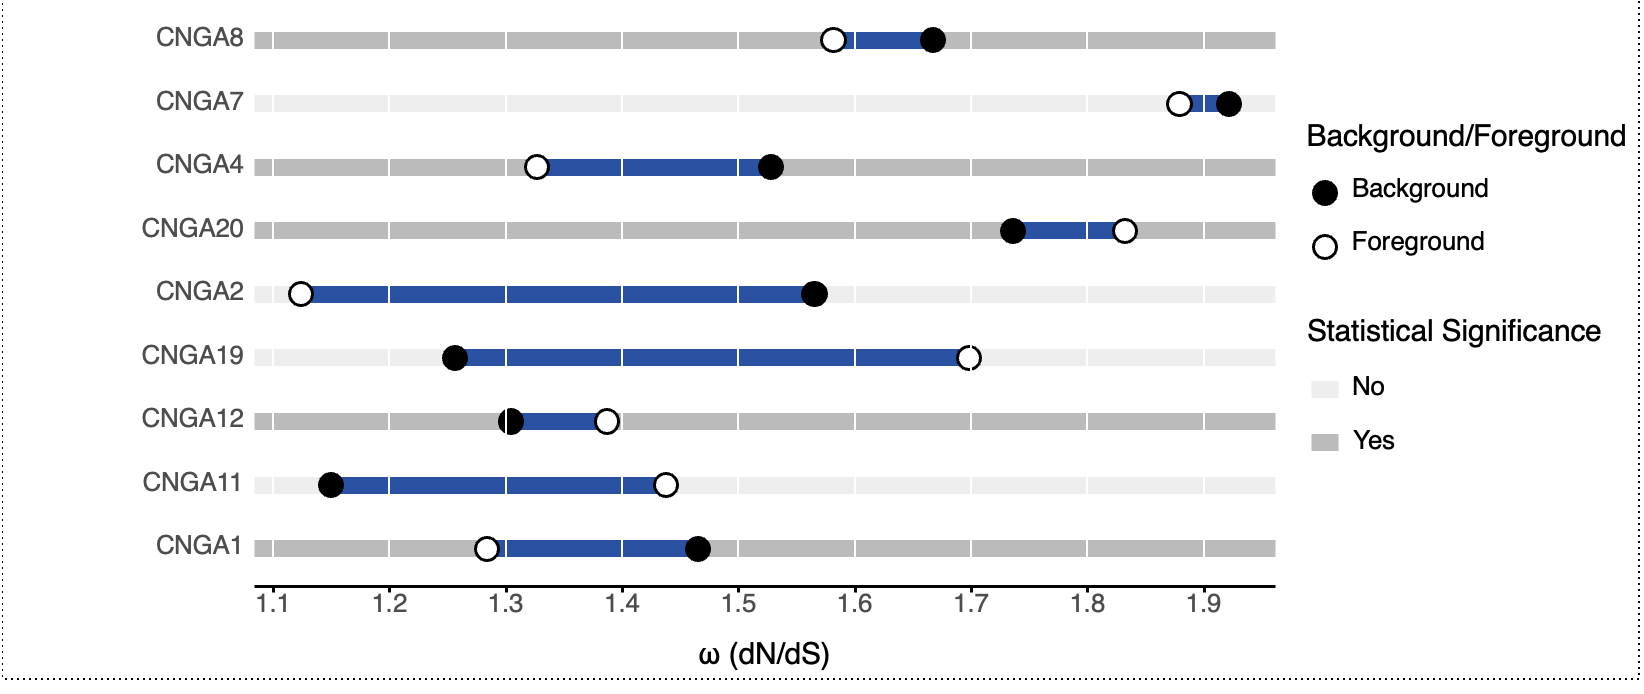 CNGA8
CNGA7
CNGA4
CNGA20
CNGA2
CNGA19
CNGA12
CNGA11
CNGA1
1.1 1.2 1.3 1.4 1.5 1.6 1.7 1.8 1.9
ω (dN/dS)
Background/Foreground
Background
Foreground
Statistical Significance
No
Yes